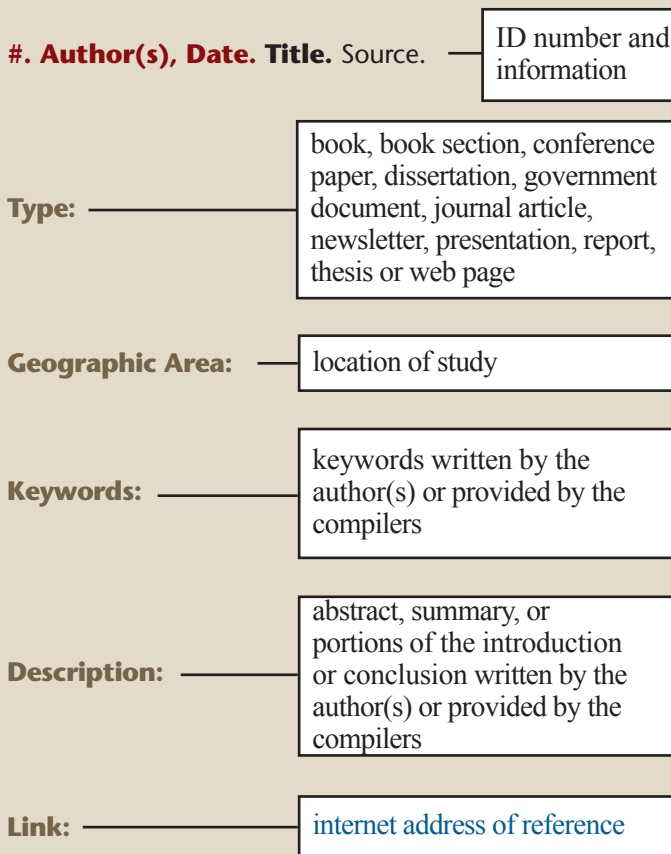 #. Author(s), Date. Title. Source.
ID number and
information
Type:
book, book section, conference
paper, dissertation, government
document, journal article,
newsletter, presentation, report,
thesis or web page
Geographic Area:
location of study
Keywords:
keywords written by the
author(s) or provided by the
compilers
Description:
abstract, summary, or
portions of the introduction
or conclusion written by the
author(s) or provided by the
compilers
Link:
internet address of reference